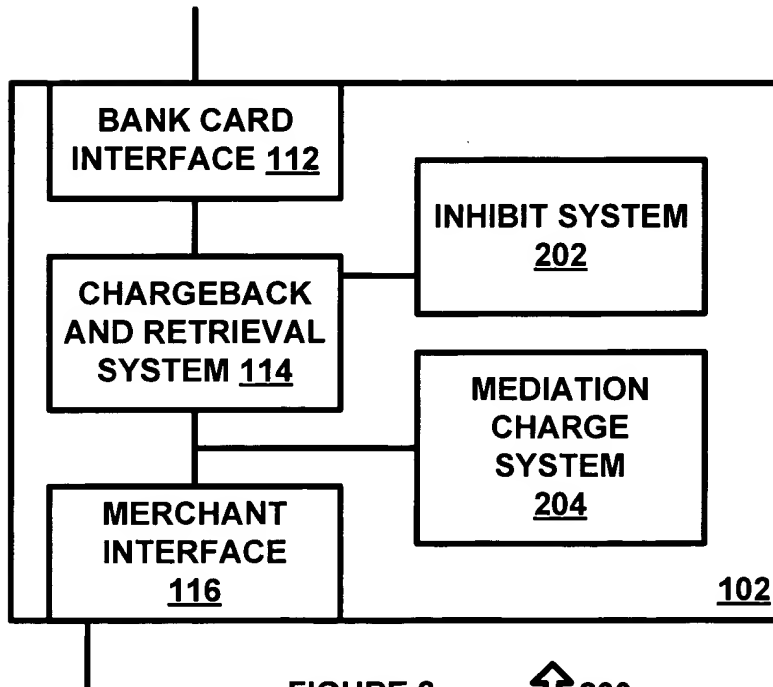 BANK CARD
INTERFACE 112
INHIBIT SYSTEM
202
CHARGEBACK
AND RETRIEVAL
SYSTEM 114
MEDIATION
CHARGE
SYSTEM
204
MERCHANT
INTERFACE
116
102